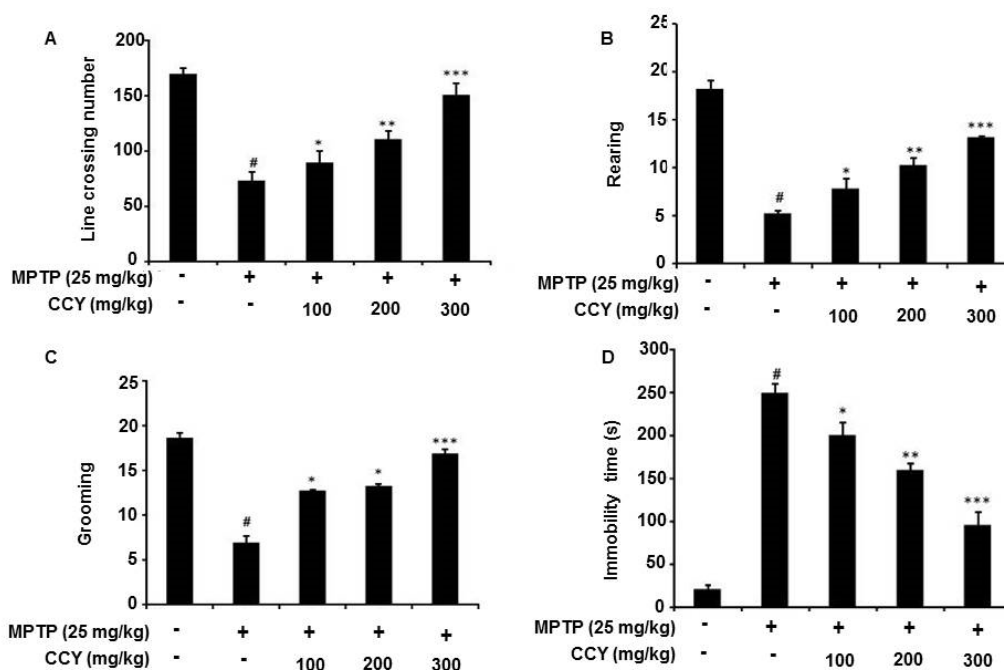 A
Line crossing number
200
150
100
50
0
# * ** ***
MPTP (25 mg/kg) - + + + +
CCY (mg/kg) - - 100 200 300
B
Rearing
25
20
15
10
5
0
# * ** ***
MPTP (25 mg/kg) - + + + +
CCY (mg/kg) - - 100 200 300
C
Grooming
25
20
15
10
5
0
# * * ***
MPTP (25 mg/kg) - + + + +
CCY (mg/kg) - - 100 200 300
D
Immobility time (s)
300
250
200
150
100
50
0
# * ** ***
MPTP (25 mg/kg) - + + + +
CCY (mg/kg) - - 100 200 300